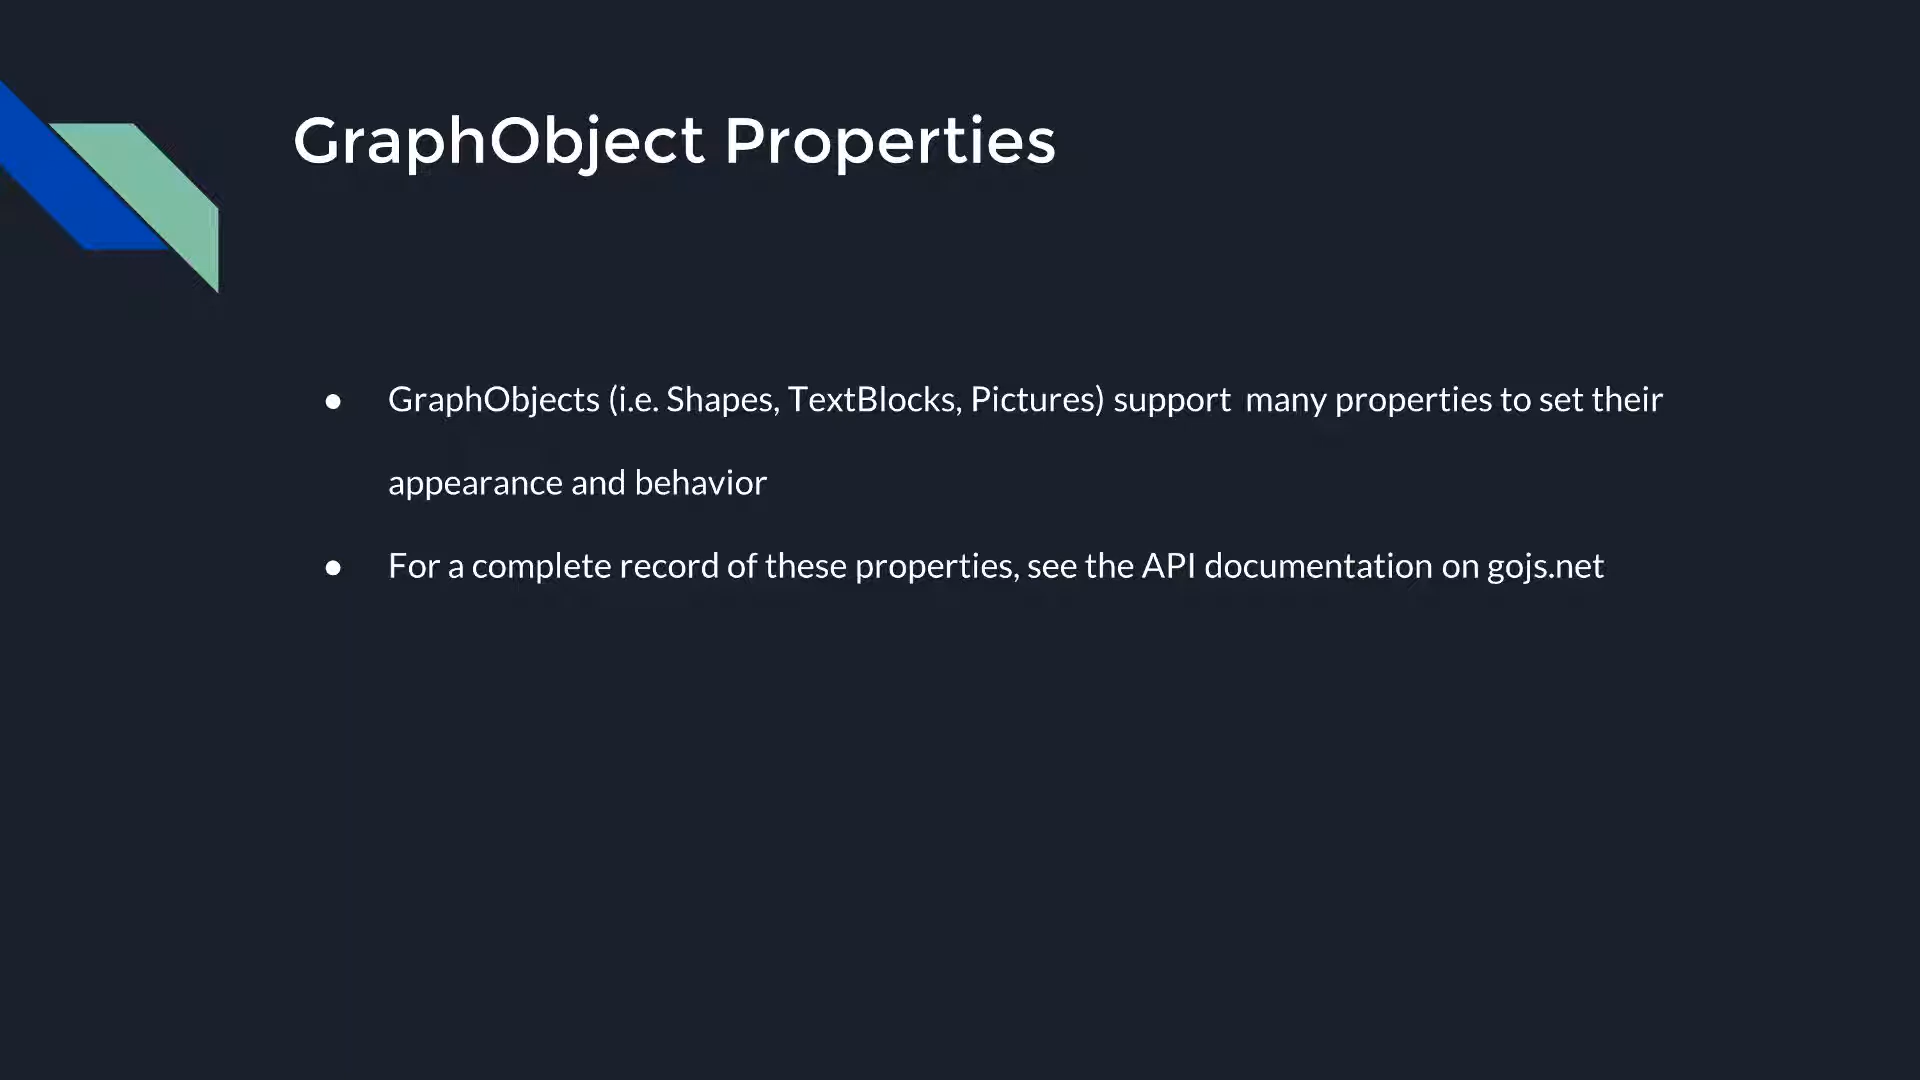 GraphObject Properties
● GraphObjects (i.e. Shapes, TextBlocks, Pictures) support  many properties to set their
appearance and behavior
● For a complete record of these properties, see the API documentation on gojs.net